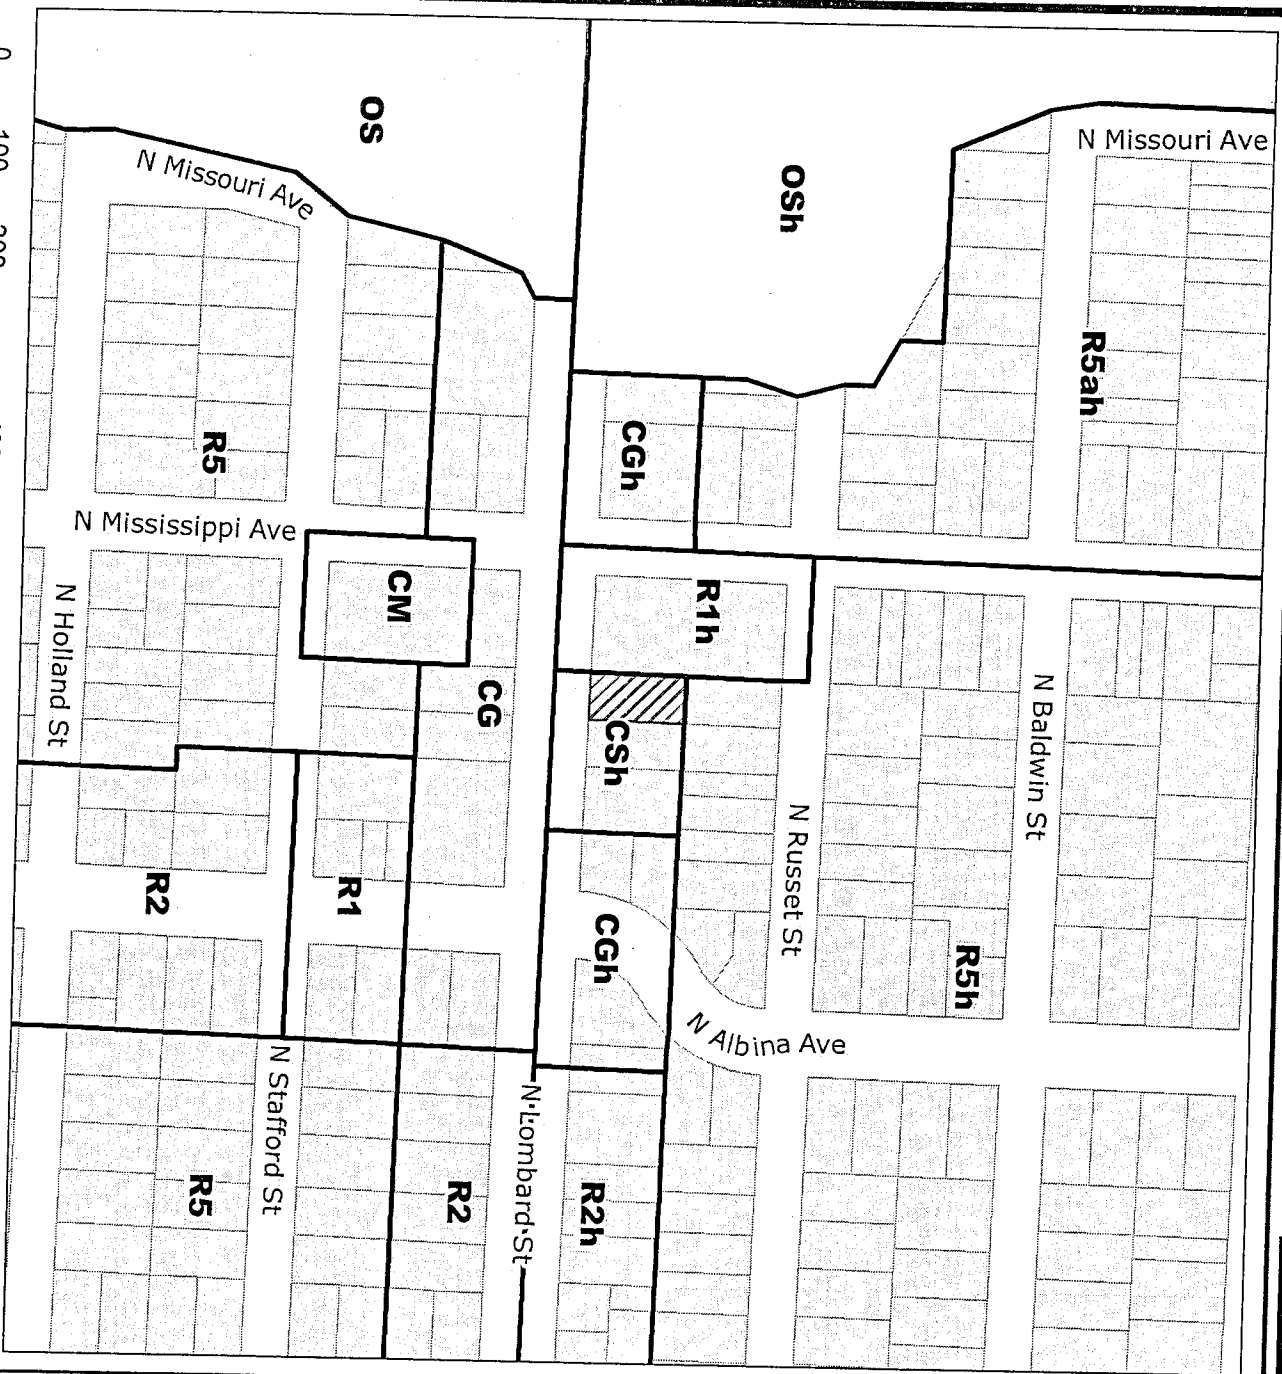 N Missouri Ave
OS
OSh
N Missouri Ave
R5ah
R5
CGh
N Mississippi Ave
CM
R1h
N Holland St
CG
CSh
N Baldwin St
N Russet St
R2
R1
CGh
R5h
N Albina Ave
N Stafford St
N Lombard St
R5
R2
R2h
0